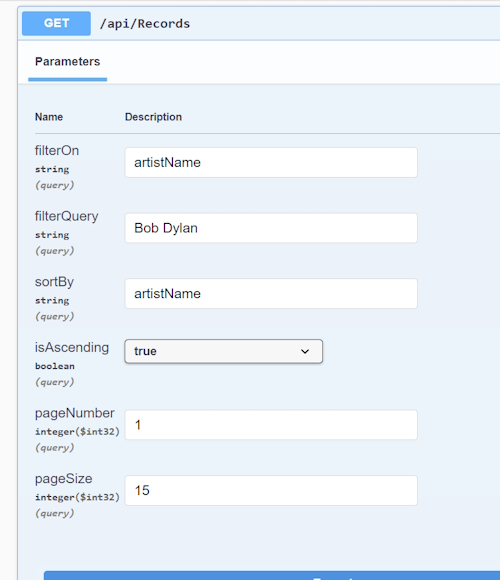 GET /api/Records
Parameters
Name Description
filterOn artistName
string
(query)
filterQuery Bob Dylan
string
(query)
sortBy artistName
string
(query)
isAscending true
boolean
(query)
pageNumber 1
integer($int32)
(query)
pageSize 15
integer($int32)
(query)